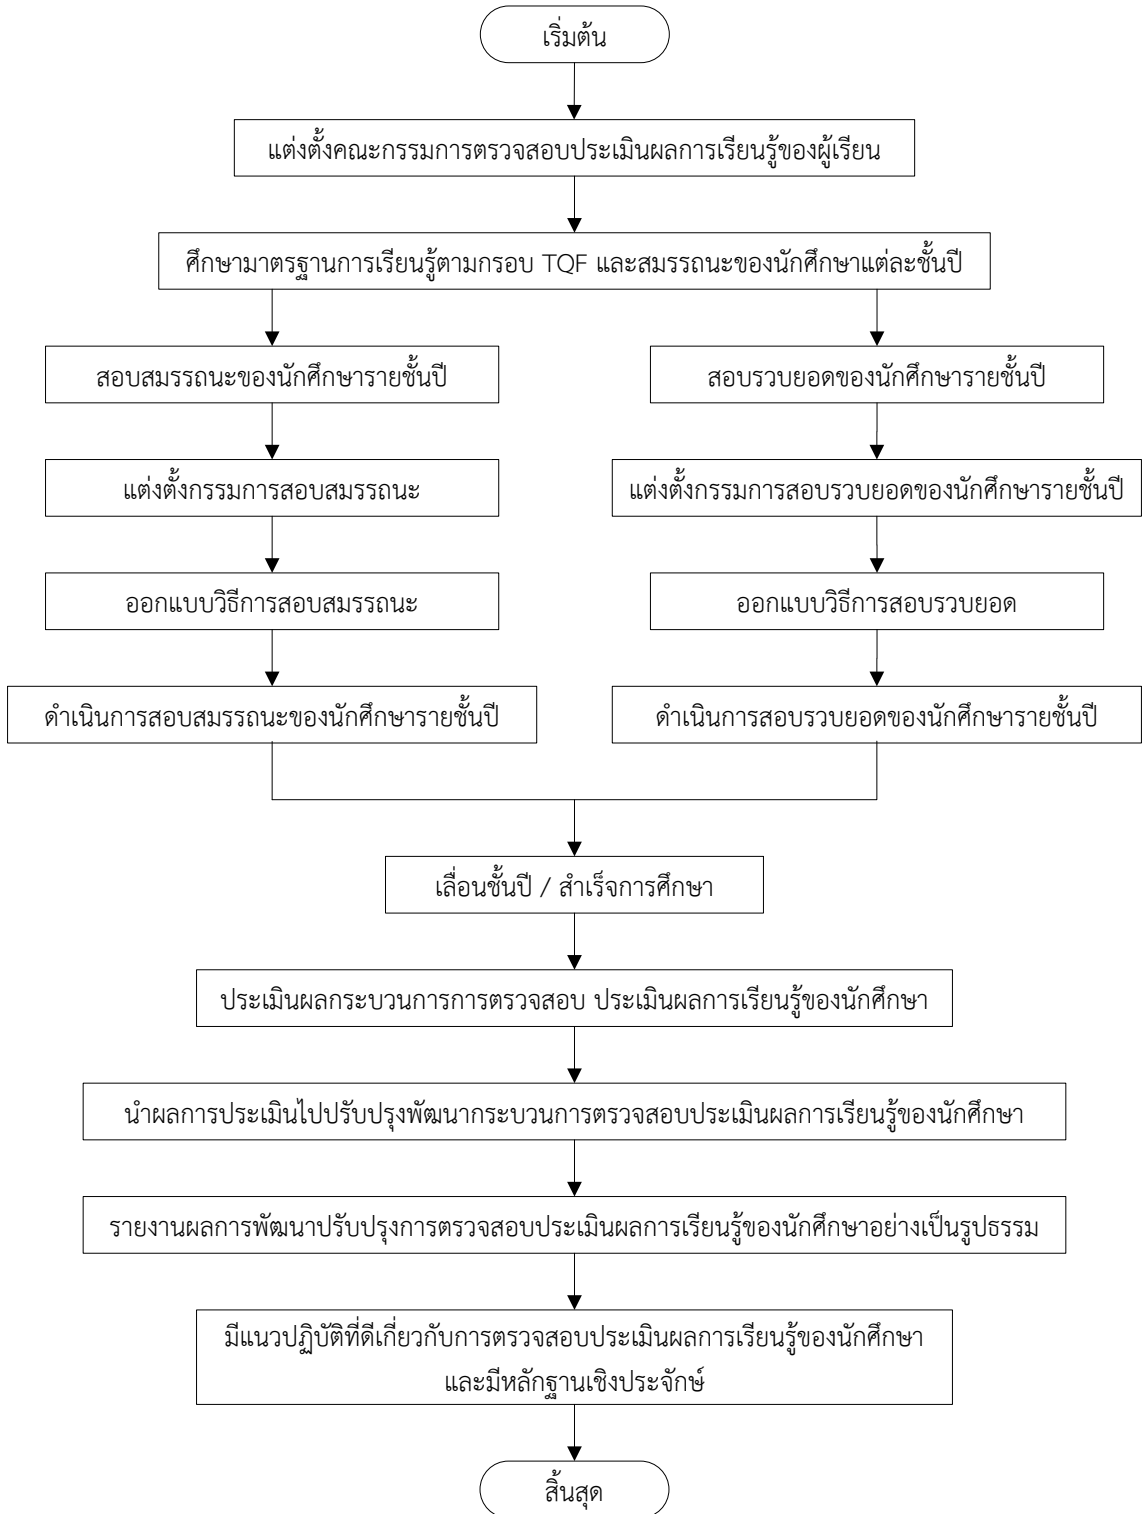 เริ่มต้น
แต่งตั้งคณะกรรมการตรวจสอบประเมินผลการเรียนรู้ของผู้เรียน
ศึกษามาตรฐานการเรียนรู้ตามกรอบ TQF และสมรรถนะของนักศึกษาแต่ละชั้นปี
สอบสมรรถนะของนักศึกษารายชั้นปี
สอบรวบยอดของนักศึกษารายชั้นปี
แต่งตั้งกรรมการสอบสมรรถนะ
แต่งตั้งกรรมการสอบรวบยอดของนักศึกษารายชั้นปี
ออกแบบวิธีการสอบสมรรถนะ
ออกแบบวิธีการสอบรวบยอด
ดำเนินการสอบสมรรถนะของนักศึกษารายชั้นปี
ดำเนินการสอบรวบยอดของนักศึกษารายชั้นปี
เลื่อนชั้นปี / สำเร็จการศึกษา
ประเมินผลกระบวนการการตรวจสอบ ประเมินผลการเรียนรู้ของนักศึกษา
นำผลการประเมินไปปรับปรุงพัฒนากระบวนการตรวจสอบประเมินผลการเรียนรู้ของนักศึกษา
รายงานผลการพัฒนาปรับปรุงการตรวจสอบประเมินผลการเรียนรู้ของนักศึกษาอย่างเป็นรูปธรรม
มีแนวปฏิบัติที่ดีเกี่ยวกับการตรวจสอบประเมินผลการเรียนรู้ของนักศึกษา
และมีหลักฐานเชิงประจักษ์
สิ้นสุด